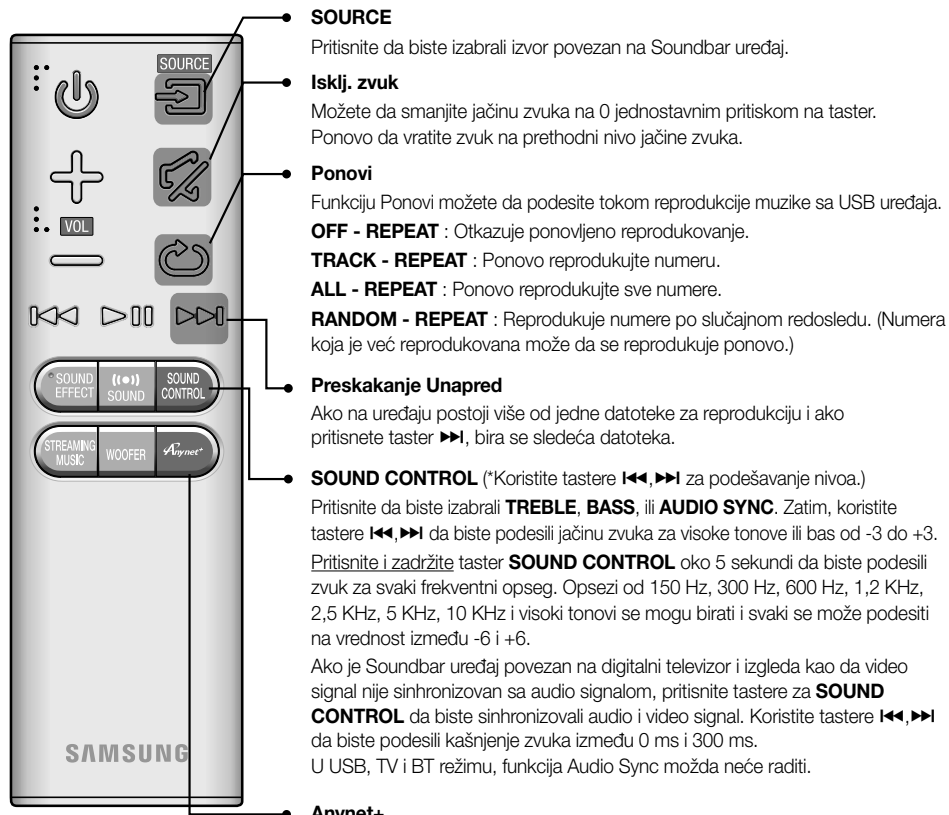 SOURCE
Pritisnite da biste izabrali izvor povezan na Soundbar uređaj.
Isklj. zvuk
Možete da smanjite jačinu zvuka na 0 jednostavnim pritiskom na taster.
Ponovo da vratite zvuk na prethodni nivo jačine zvuka.
Ponovi
Funkciju Ponovi možete da podesite tokom reprodukcije muzike sa USB uređaja.
OFF - REPEAT : Otkazuje ponovljeno reprodukovanje.
TRACK - REPEAT : Ponovo reprodukujte numeru.
ALL - REPEAT : Ponovo reprodukujte sve numere.
RANDOM - REPEAT : Reprodukuje numere po slučajnom redosledu. (Numera
koja je već reprodukovana može da se reprodukuje ponovo.)
Preskakanje Unapred
Ako na uređaju postoji više od jedne datoteke za reprodukciju i ako
pritisnete taster ►►I, bira se sledeća datoteka.
SOUND CONTROL (*Koristite tastere I◄◄,►►I za podešavanje nivoa.)
Pritisnite da biste izabrali TREBLE, BASS, ili AUDIO SYNC. Zatim, koristite
tastere I◄◄,►►I da biste podesili jačinu zvuka za visoke tonove ili bas od -3 do +3.
Pritisnite i zadržite taster SOUND CONTROL oko 5 sekundi da biste podesili
zvuk za svaki frekventni opseg. Opsezi od 150 Hz, 300 Hz, 600 Hz, 1,2 KHz,
2,5 KHz, 5 KHz, 10 KHz i visoki tonovi se mogu birati i svaki se može podesiti
na vrednost između -6 i +6.
Ako je Soundbar uređaj povezan na digitalni televizor i izgleda kao da video
signal nije sinhronizovan sa audio signalom, pritisnite tastere za SOUND
CONTROL da biste sinhronizovali audio i video signal. Koristite tastere I◄◄,►►I
da biste podesili kašnjenje zvuka između 0 ms i 300 ms.
U USB, TV i BT režimu, funkcija Audio Sync možda neće raditi.
Anynet+
SOURCE
VOL
SOUND
EFFECT
SOUND
SOUND
CONTROL
STREAMING
MUSIC
WOOFER
Anynet+
SAMSUNG